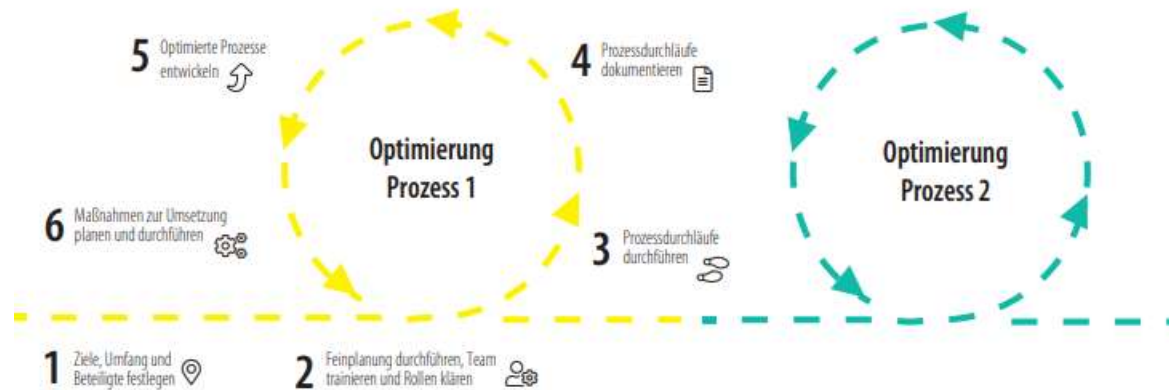 5 Optimierte Prozesse
entwickeln
4 Prozessdurchläufe
dokumentieren
Optimierung
Prozess 1
Optimierung
Prozess 2
6 Maßnahmen zur Umsetzung
planen und durchführen
3 Prozessdurchläufe
durchführen
1 Ziele, Umfang und
Beteiligte festlegen
2 Feinplanung durchführen, Team
trainieren und Rollen klären